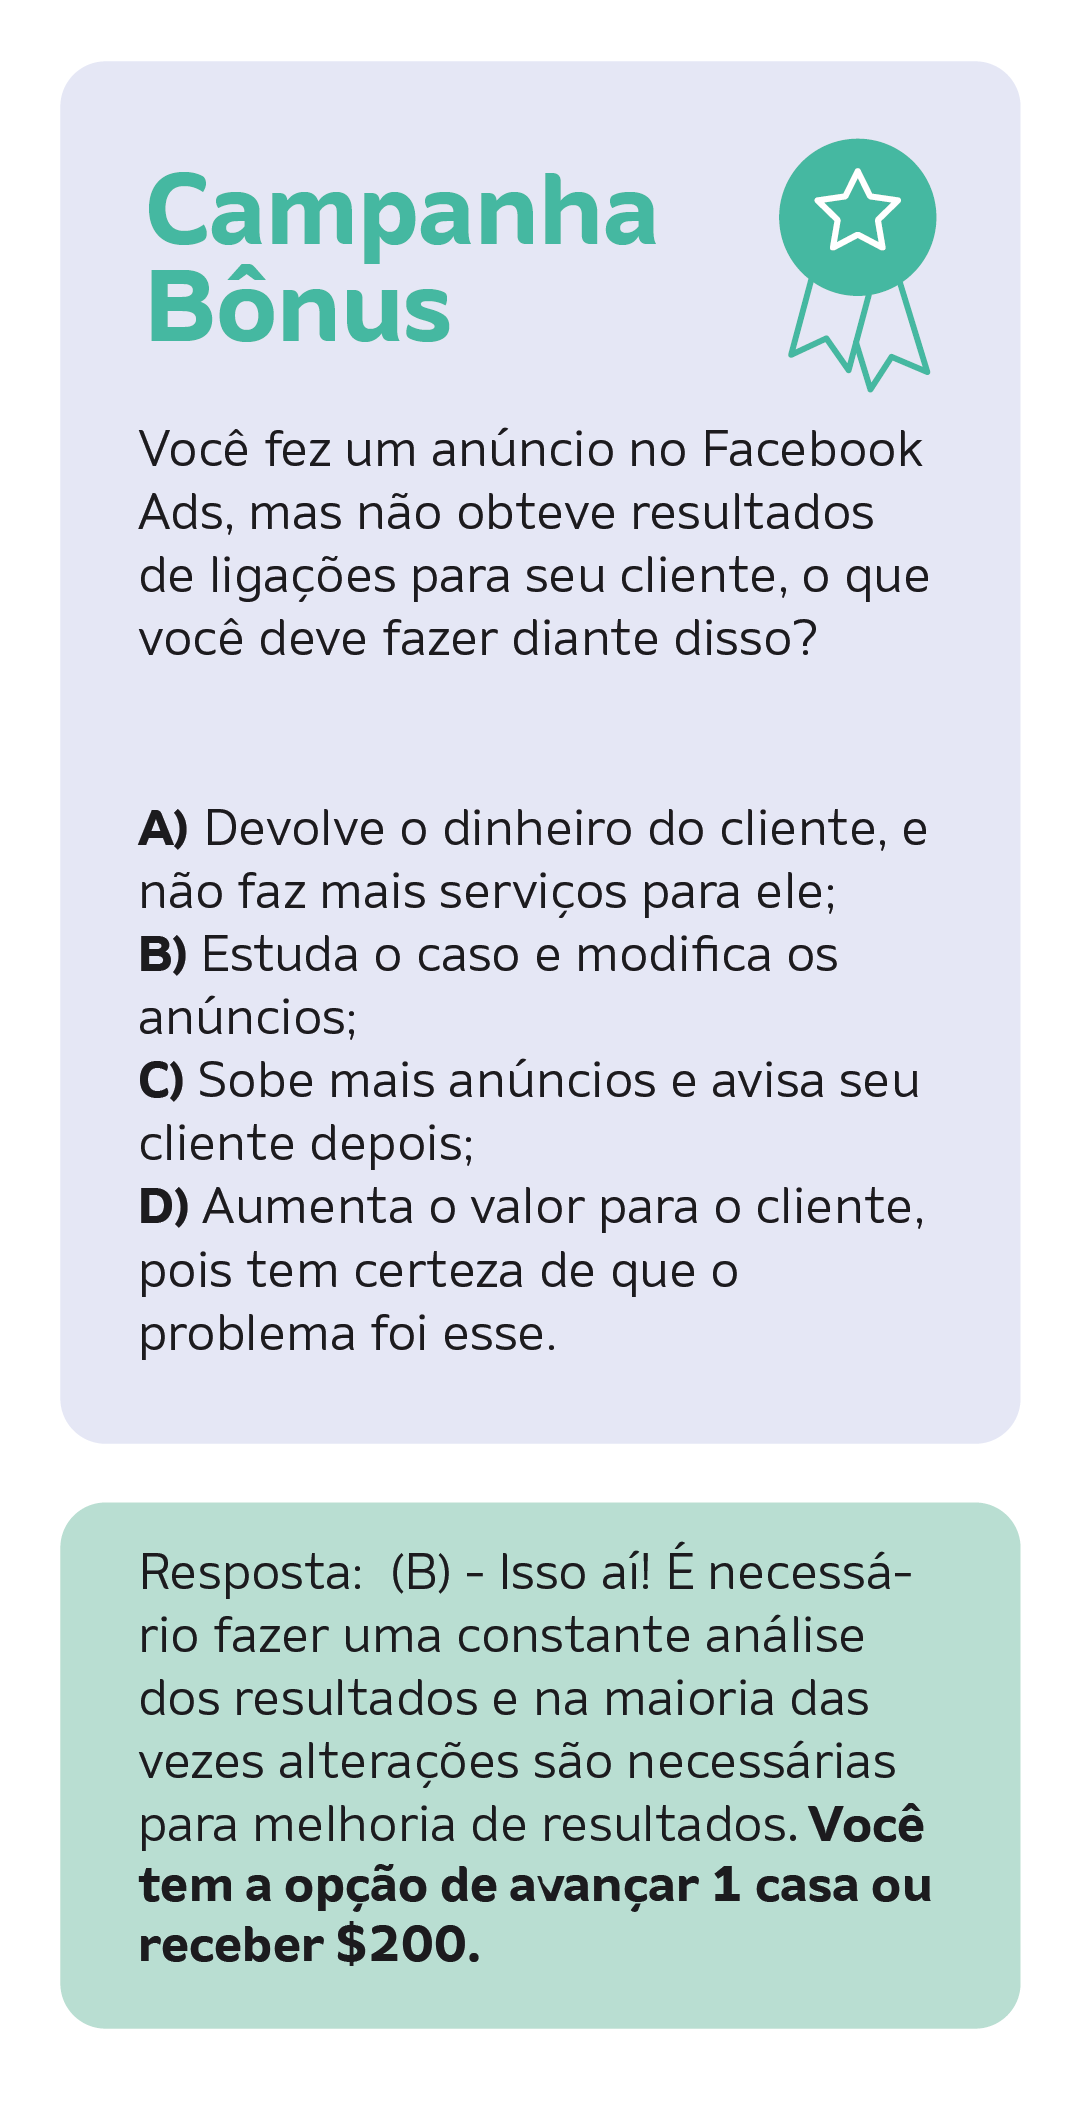 Campanha
Bônus
Você fez um anúncio no Facebook
Ads, mas não obteve resultados
de ligações para seu cliente, o que
você deve fazer diante disso?
A) Devolve o dinheiro do cliente, e
não faz mais serviços para ele;
B) Estuda o caso e modifica os
anúncios;
C) Sobe mais anúncios e avisa seu
cliente depois;
D) Aumenta o valor para o cliente,
pois tem certeza de que o
problema foi esse.
Resposta:  (B) - Isso aí! É necessá-
rio fazer uma constante análise
dos resultados e na maioria das
vezes alterações são necessárias
para melhoria de resultados. Você
tem a opção de avançar 1 casa ou
receber $200.